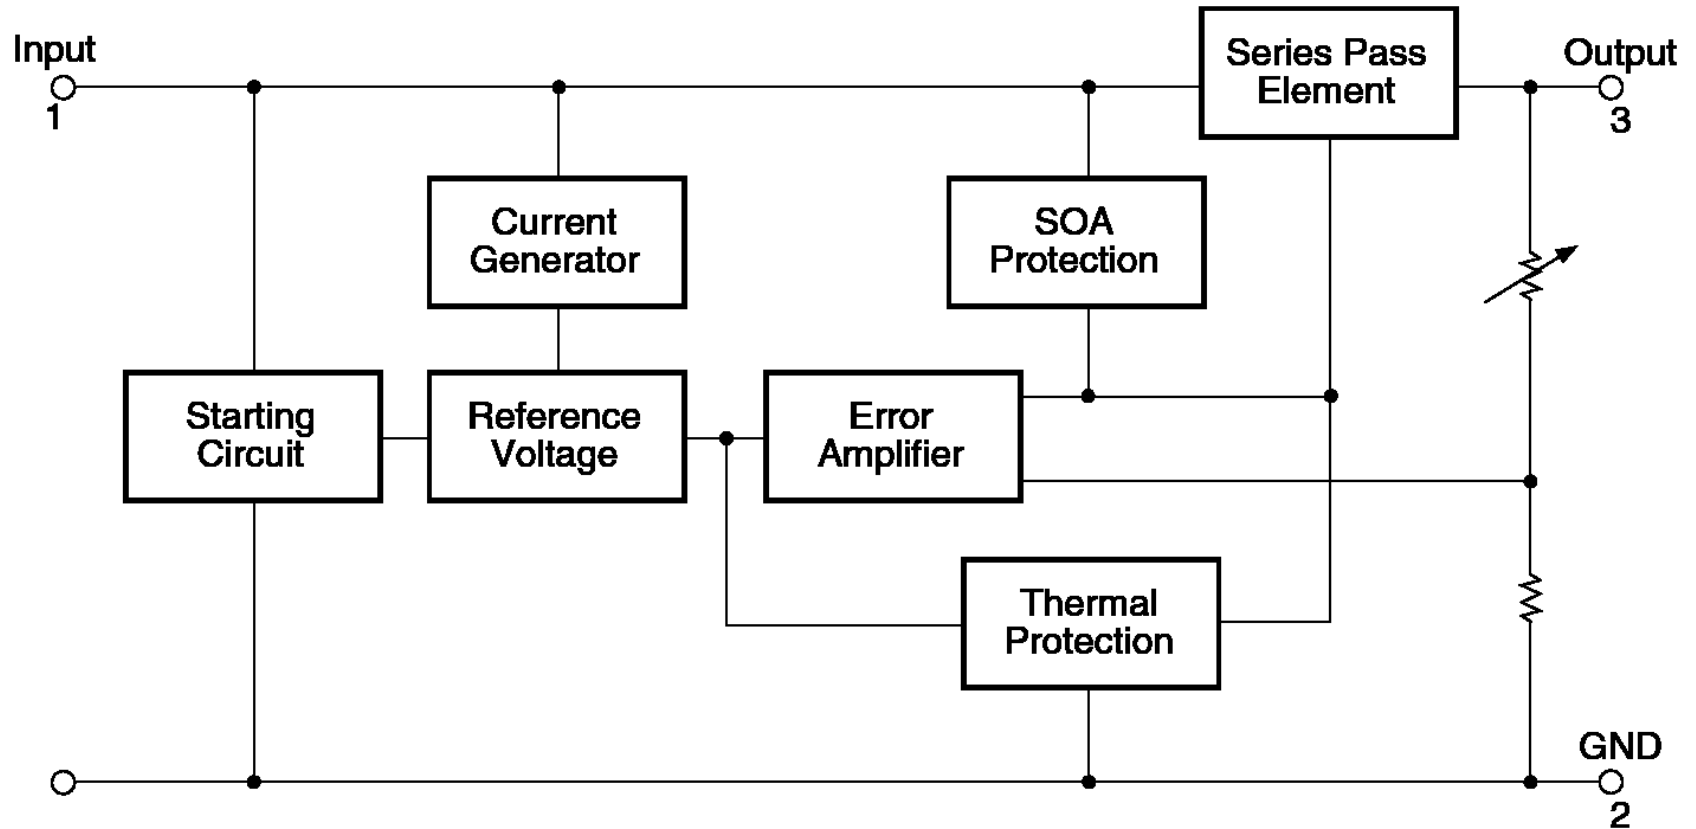 Input
1
Series Pass
Element
Output
3
Current
Generator
SOA
Protection
Starting
Circuit
Reference
Voltage
Error
Amplifier
Thermal
Protection
GND
2